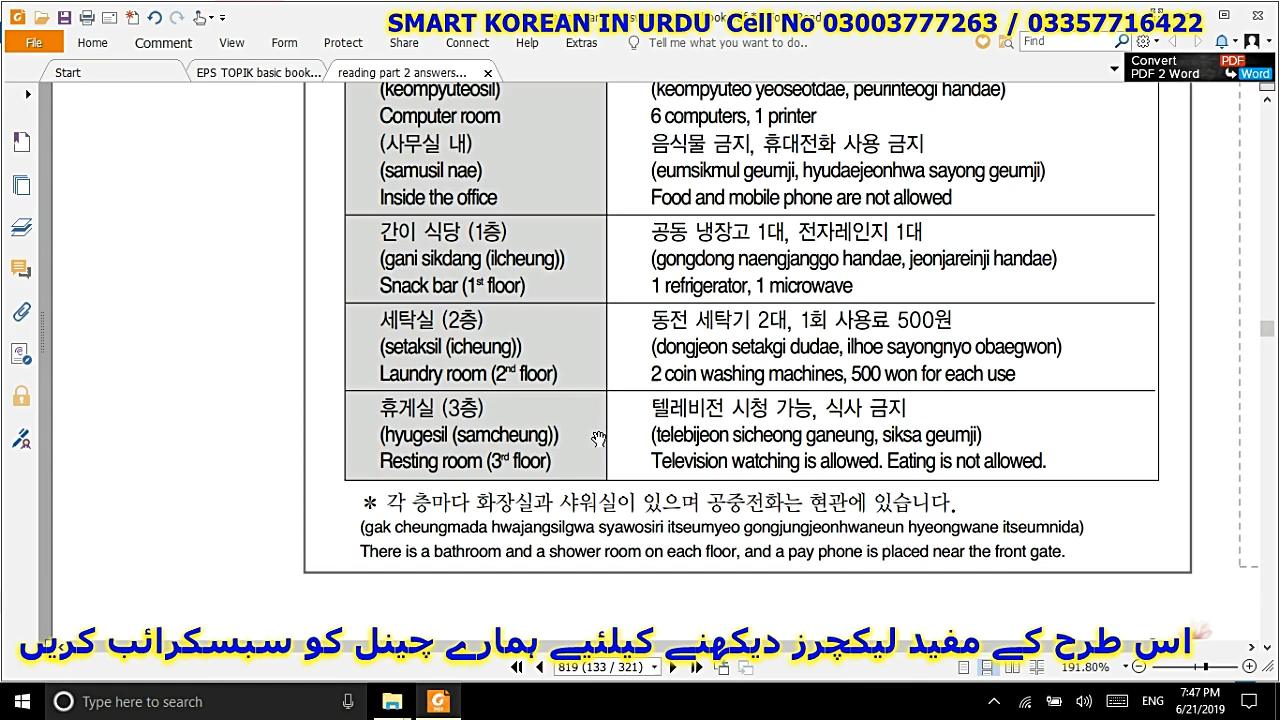 SMART KOREAN IN URDU Cell No 03003777263 / 03357716422
File Home Comment View Form Protect Share Connect Help Extras Tell me what you want to do.. Find
Start EPS TOPIK basic book... reading part 2 answers...
Convert PDF 2 Word PDF Word
(keompyuteosil) (keompyuteo yeoseotdae, peurinteogi handae)
Computer room 6 computers, 1 printer
(사무실 내) 음식물 금지, 휴대전화 사용 금지
(samusil nae) (eumsikmul geumji, hyudaejeonhwa sayong geumji)
Inside the office Food and mobile phone are not allowed
간이 식당 (1층) 공동 냉장고 1대, 전자레인지 1대
(gani sikdang (ilcheung)) (gongdong naengjanggo handae, jeonjareinji handae)
Snack bar (1st floor) 1 refrigerator, 1 microwave
세탁실 (2층) 동전 세탁기 2대, 1회 사용료 500원
(setaksil (icheung)) (dongjeon setakgi dudae, ilhoe sayongnyo obaegwon)
Laundry room (2nd floor) 2 coin washing machines, 500 won for each use
휴게실 (3층) 텔레비전 시청 가능, 식사 금지
(hyugesil (samcheung)) (telebijeon sicheong ganeung, siksa geumji)
Resting room (3rd floor) Television watching is allowed. Eating is not allowed.
* 각 층마다 화장실과 샤워실이 있으며 공중전화는 현관에 있습니다.
(gak cheungmada hwajangsilgwa syawosiri itseumyeo gongjungjeonhwaneun hyeongwane itseumnida)
There is a bathroom and a shower room on each floor, and a pay phone is placed near the front gate.
اس طرح کے مفید لیکچرز دیکھنے کیلئیے ہمارے چینل کو سبسکرائب کریں
819 (133 / 321) 191.80%
Type here to search ENG 7:47 PM
6/21/2019